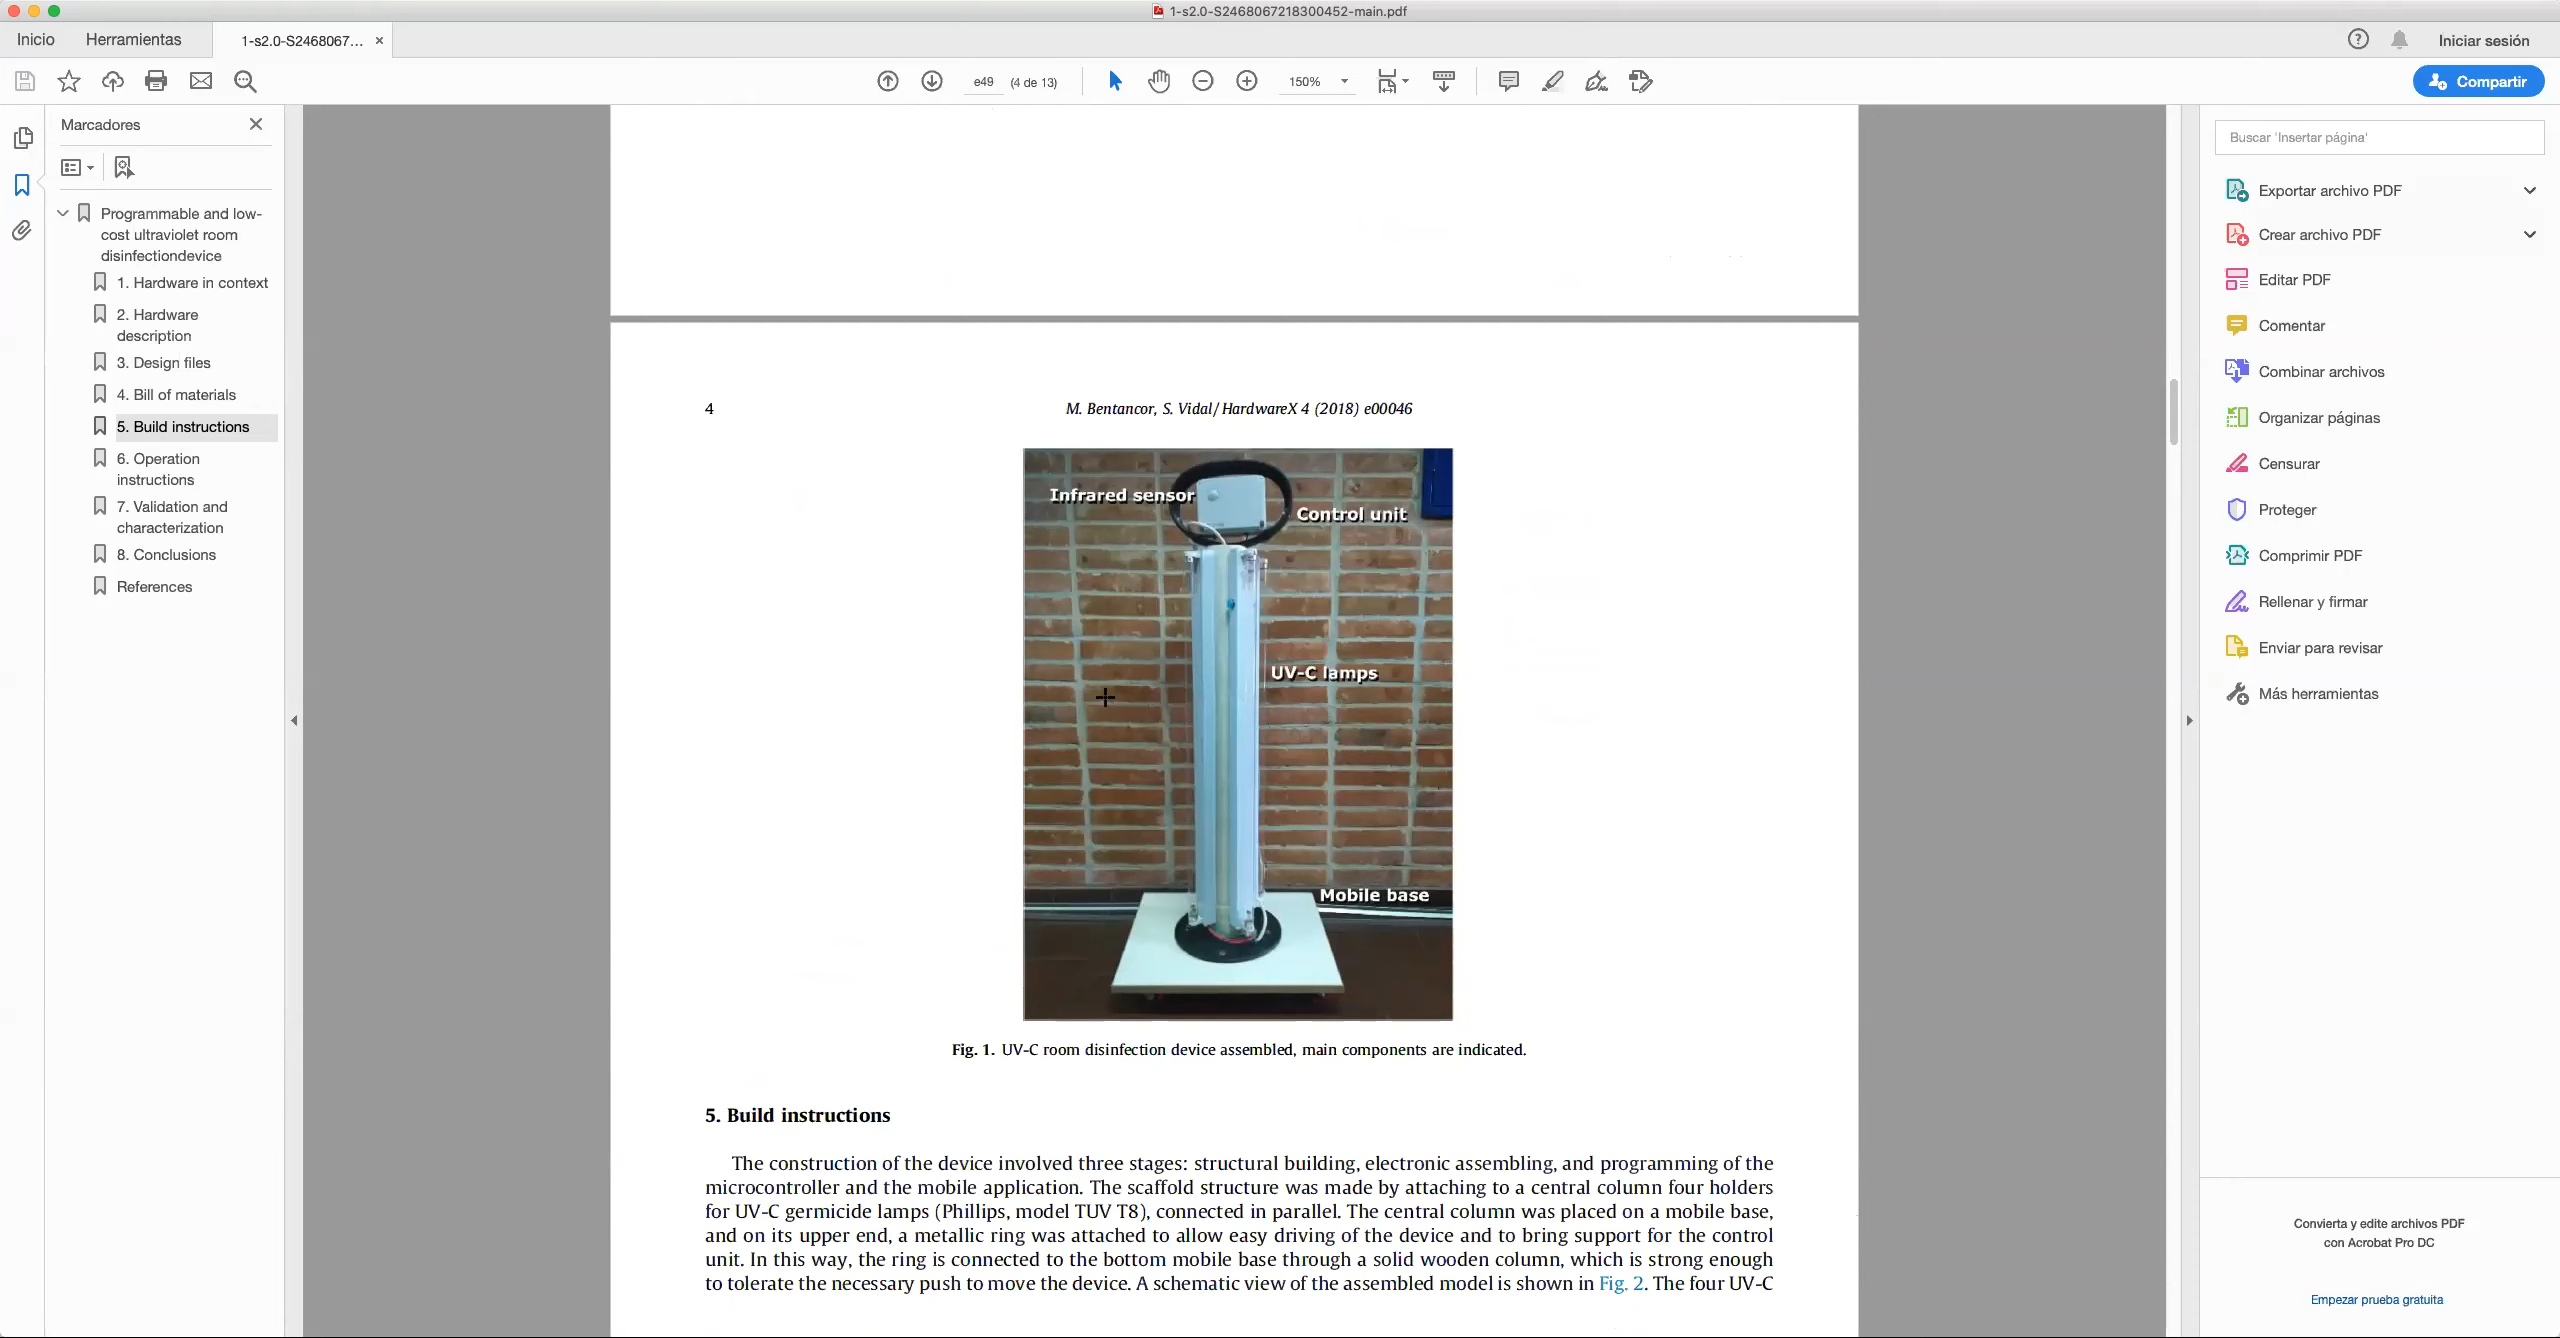 1-s2.0-S2468067218300452-main.pdf
Inicio
Herramientas
1-s2.0-S2468067...
Iniciar sesión
e49
(4 de 13)
150%
Compartir
Marcadores
Programmable and low-
cost ultraviolet room
disinfectiondevice
1. Hardware in context
2. Hardware
description
3. Design files
4. Bill of materials
5. Build instructions
6. Operation
instructions
7. Validation and
characterization
8. Conclusions
References
4
M. Bentancor, S. Vidal / HardwareX 4 (2018) e00046
Infrared sensor
Control unit
UV-C lamps
Mobile base
Fig. 1. UV-C room disinfection device assembled, main components are indicated.
5. Build instructions
The construction of the device involved three stages: structural building, electronic assembling, and programming of the
microcontroller and the mobile application. The scaffold structure was made by attaching to a central column four holders
for UV-C germicide lamps (Phillips, model TUV T8), connected in parallel. The central column was placed on a mobile base,
and on its upper end, a metallic ring was attached to allow easy driving of the device and to bring support for the control
unit. In this way, the ring is connected to the bottom mobile base through a solid wooden column, which is strong enough
to tolerate the necessary push to move the device. A schematic view of the assembled model is shown in Fig. 2. The four UV-C
Buscar 'Insertar página'
Exportar archivo PDF
Crear archivo PDF
Editar PDF
Comentar
Combinar archivos
Organizar páginas
Censurar
Proteger
Comprimir PDF
Rellenar y firmar
Enviar para revisar
Más herramientas
Convierta y edite archivos PDF
con Acrobat Pro DC
Empezar prueba gratuita